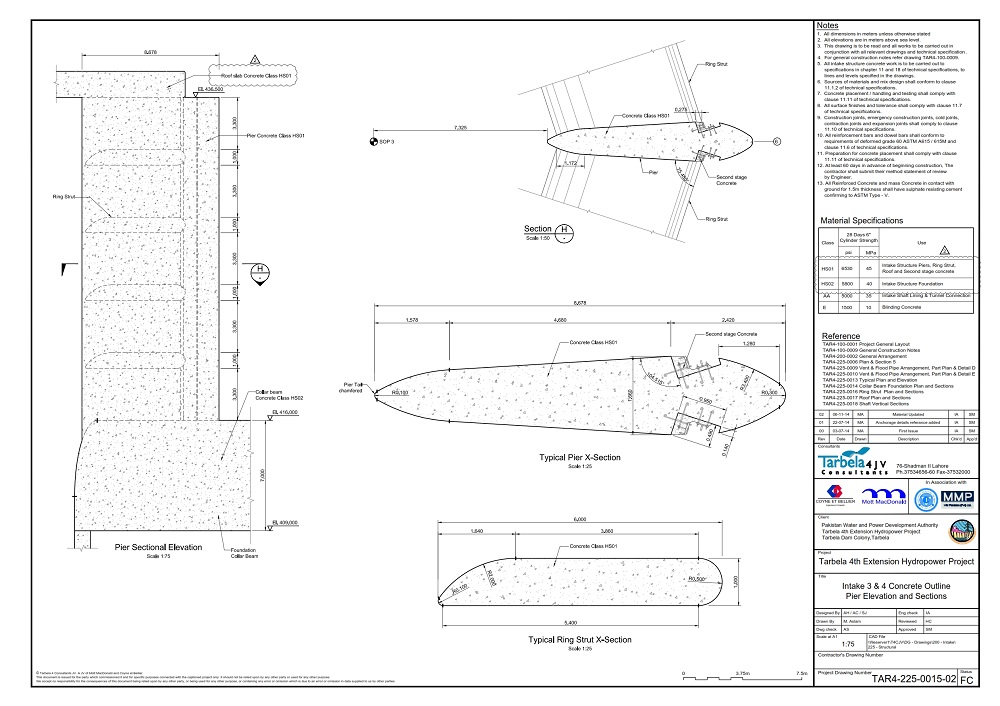 8,578
2
Roof slab Concrete Class HS01
EL 436,500
3,300
Pier Concrete Class HS01
Ring Strut
3,300
1,000
3,300
H
-
1,000
3,300
1,000
3,300
Collar beam
Concrete Class HS02
EL 416,000
7,000
EL 409,000
Foundation
Collar Beam
Pier Sectional Elevation
Scale 1:75
Ring Strut
0,275
Concrete Class HS01
7,325
SOP 3
6
1,172
Pier
Second stage
Concrete
Ring Strut
Section
H
-
Scale 1:50
8,678
1,578
4,680
2,420
Second stage Concrete
1,280
Concrete Class HS01
Pier Tail
chamfered
R0,100
R0,300
0,650
0,140
Typical Pier X-Section
Scale 1:25
6,000
1,640
3,860
Concrete Class HS01
R0,100
R0,500
1,000
5,400
Typical Ring Strut X-Section
Scale 1:25
0
3.75m
7.5m
Notes
1. All dimensions in meters unless otherwise stated
2. All elevations are in meters above sea level.
3. This drawing is to be read and all works to be carried out in
conjunction with all relevant drawings and technical specification.
4. For general construction notes refer drawing TAR4-100-0009.
5. All intake structure concrete work is to be carried out to
specifications in chapter 11 and 18 of technical specifications, to
lines and levels specified in the drawings.
6. Sources of materials and mix design shall conform to clause
11.1.2 of technical specifications.
7. Concrete placement / handling and testing shall comply with
clause 11.11 of technical specifications.
8. All surface finishes and tolerance shall comply with clause 11.7
of technical specifications.
9. Construction joints, emergency construction joints, cold joints,
contraction joints and expansion joints shall comply to clause
11.10 of technical specifications.
10. All reinforcement bars and dowel bars shall conform to
requirements of deformed grade 60 ASTM A615 / 615M and
clause 11.6 of technical specifications.
11. Preparation for concrete placement shall comply with clause
11.11 of technical specifications.
12. At least 60 days in advance of beginning construction, The
contractor shall submit their method statement of review
by Engineer.
13. All Reinforced Concrete and mass Concrete in contact with
ground for 1.5m thickness shall have sulphate resisting cement
confirming to ASTM Type - V.
Material Specifications
Class 28 Days 6" Cylinder Strength Use
psi MPa
HS01 6530 45 Intake Structure Piers, Ring Strut, Roof and Second stage concrete
HS02 5800 40 Intake Structure Foundation
AA 5000 35 Intake Shaft Lining & Tunnel Connection
E 1500 10 Blinding Concrete
Reference
TAR4-100-0001 Project General Layout
TAR4-100-0009 General Construction Notes
TAR4-200-0002 General Arrangement
TAR4-225-0006 Plan & Section S
TAR4-225-0009 Vent & Flood Pipe Arrangement, Part Plan & Detail D
TAR4-225-0010 Vent & Flood Pipe Arrangement, Part Plan & Detail E
TAR4-225-0013 Typical Plan and Elevation
TAR4-225-0014 Collar Beam Foundation Plan and Sections
TAR4-225-0016 Ring Strut Plan and Sections
TAR4-225-0017 Roof Plan and Sections
TAR4-225-0018 Shaft Vertical Sections
02 06-11-14 MA Material Updated IA SM
01 22-07-14 MA Anchorage details reference added IA SM
00 03-07-14 MA First Issue IA SM
Rev Date Drawn Description Chk'd App'd
Consultants
Tarbela 4JV
Consultants
76-Shadman II Lahore
Ph.37534656-60 Fax-37532000
COYNE ET BELLIER
Mott MacDonald
In Association with
MMP
Client
Pakistan Water and Power Development Authority
Tarbela 4th Extension Hydropower Project
Tarbela Dam Colony,Tarbela
Project
Tarbela 4th Extension Hydropower Project
Title
Intake 3 & 4 Concrete Outline
Pier Elevation and Sections
Designed By AH / AC / SJ Eng check IA
Drawn By M. Aslam Reviewed HC
Dwg check AS Approved SM
Scale at A1
1:75
CAD File
225 - Structural
Contractor's Drawing Number
Project Drawing Number
TAR4-225-0015-02
Status
FC